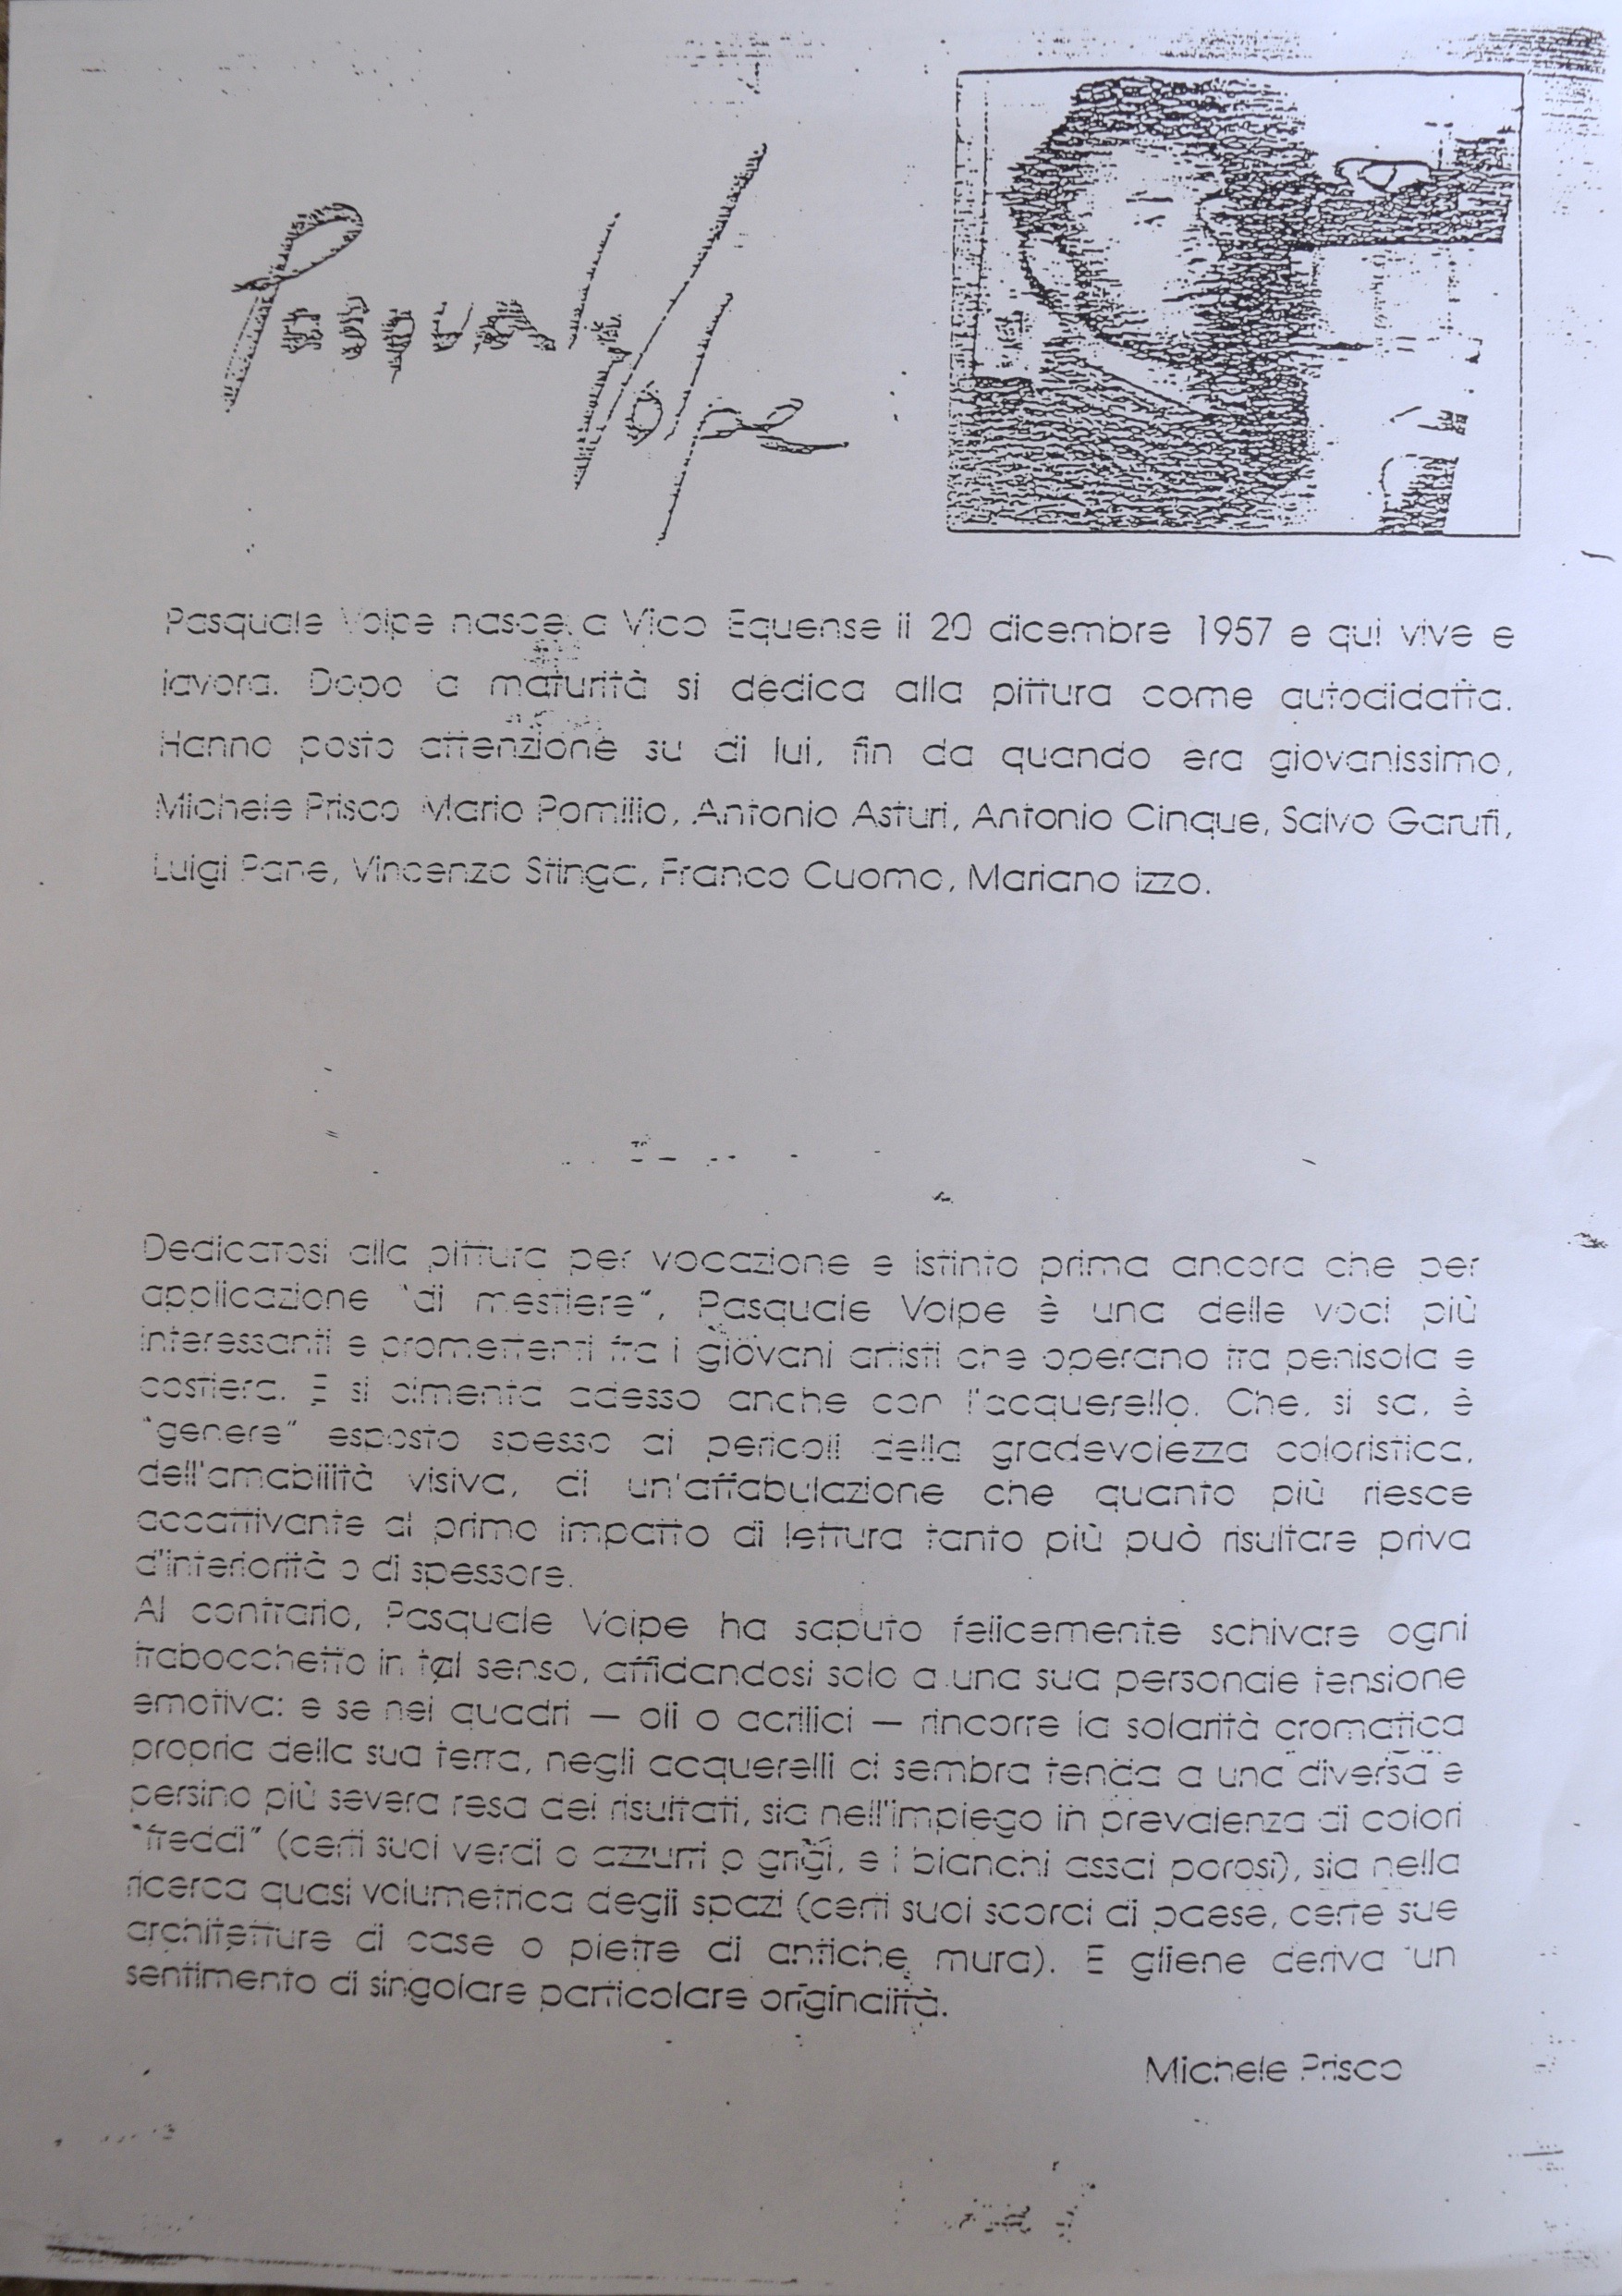 Pasquale Volpe
Pasquale Volpe nasce a Vico Equense il 20 dicembre 1957 e qui vive e
lavora. Dopo la maturità si dedica alla pittura come autodidatta.
Hanno posto attenzione su di lui, fin da quando era giovanissimo,
Michele Prisco Mario Pomilio, Antonio Asturi, Antonio Cinque, Salvo Garufi,
Luigi Pane, Vincenzo Stinga, Franco Cuomo, Mariano Izzo.
Dedicatosi alla pittura per vocazione e istinto prima ancora che per
applicazione "di mestiere", Pasquale Volpe è una delle voci più
interessanti e promettenti fra i giovani artisti che operano tra penisola e
costiera. E si cimenta adesso anche con l'acquerello. Che, si sa, è
"genere" esposto spesso ai pericoli della gradevolezza coloristica,
dell'amabilità visiva, di un'affabulazione che quanto più riesce
accattivante al primo impatto di lettura tanto più può risultare priva
d'interiorità o di spessore.
Al contrario, Pasquale Volpe ha saputo felicemente schivare ogni
trabocchetto in tal senso, affidandosi solo a una sua personale tensione
emotiva: e se nei quadri — oli o acrilici — rincorre la solarità cromatica
propria della sua terra, negli acquerelli ci sembra tenda a una diversa e
persino più severa resa dei risultati, sia nell'impiego in prevalenza di colori
"freddi" (certi suoi verdi o azzurri o grigi, e i bianchi assai porosi), sia nella
ricerca quasi volumetrica degli spazi (certi suoi scorci di paese, certe sue
architetture di case o pietre di antiche mura). E gliene deriva un
sentimento di singolare particolare originalità.
Michele Prisco